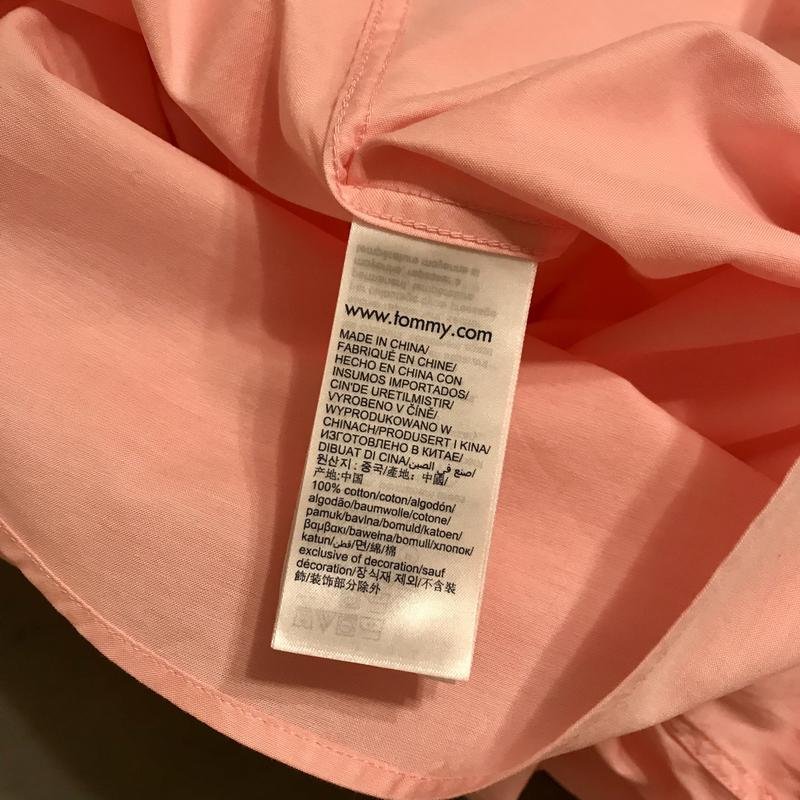 www.tommy.com
MADE IN CHINA/
FABRIQUÉ EN CHINE/
HECHO EN CHINA CON
INSUMOS IMPORTADOS/
CIN'DE URETILMISTIR/
VYROBENO V ČÍNĚ/
WYPRODUKOWANO W
CHINACH/PRODUSERT I KINA/
ИЗГОТОВЛЕНО В КИТАЕ/
DIBUAT DI CINA/صنع في الصين/
원산지 : 중국/產地：中國/
产地:中国
100% cotton/coton/algodón/
algodão/baumwolle/cotone/
pamuk/bavlna/bomuld/katoen/
βαμβακι/bawełna/bomull/хлопок/
katun/قطن/면/綿/棉
exclusive of decoration/sauf
décoration/장식재 제외/不含裝
飾/装饰部分除外